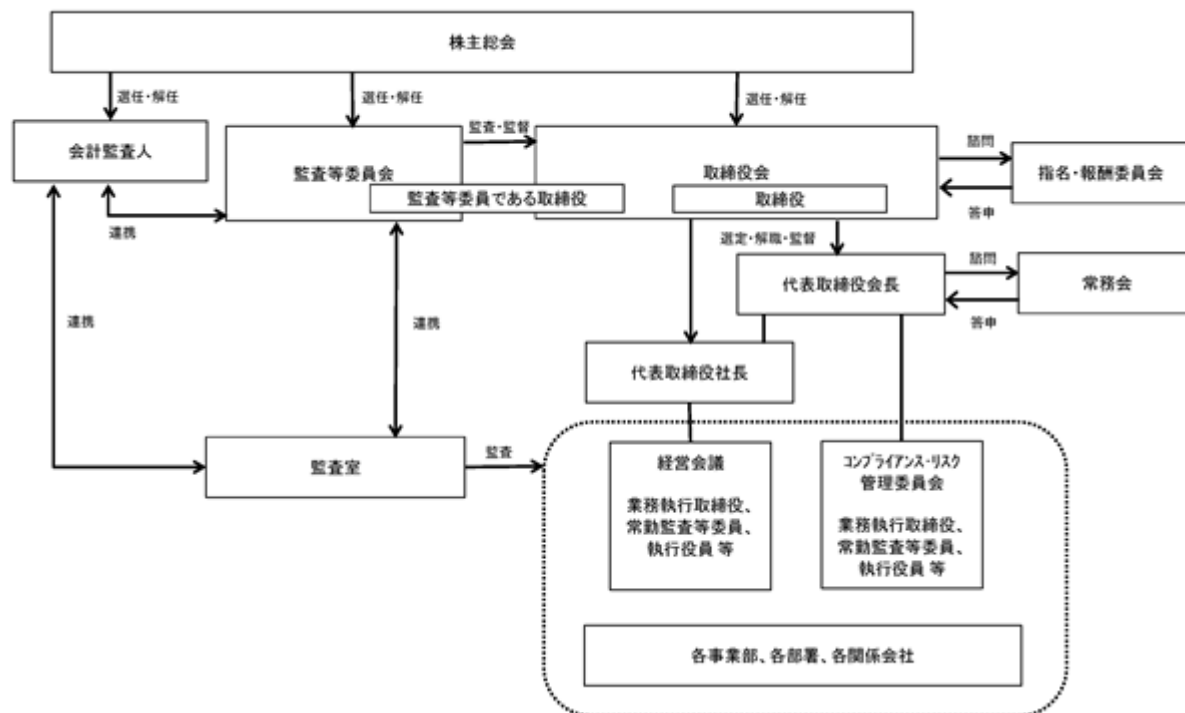 株主総会
選任・解任
選任・解任
選任・解任
会計監査人
監査等委員会
監査・監督
取締役会
諮問
指名・報酬委員会
監査等委員である取締役
取締役
答申
連携
選定・解職・監督
代表取締役会長
諮問
常務会
答申
連携
連携
代表取締役社長
監査室
監査
経営会議
業務執行取締役、
常勤監査等委員、
執行役員 等
コンプライアンス・リスク
管理委員会
業務執行取締役、
常勤監査等委員、
執行役員 等
各事業部、各部署、各関係会社